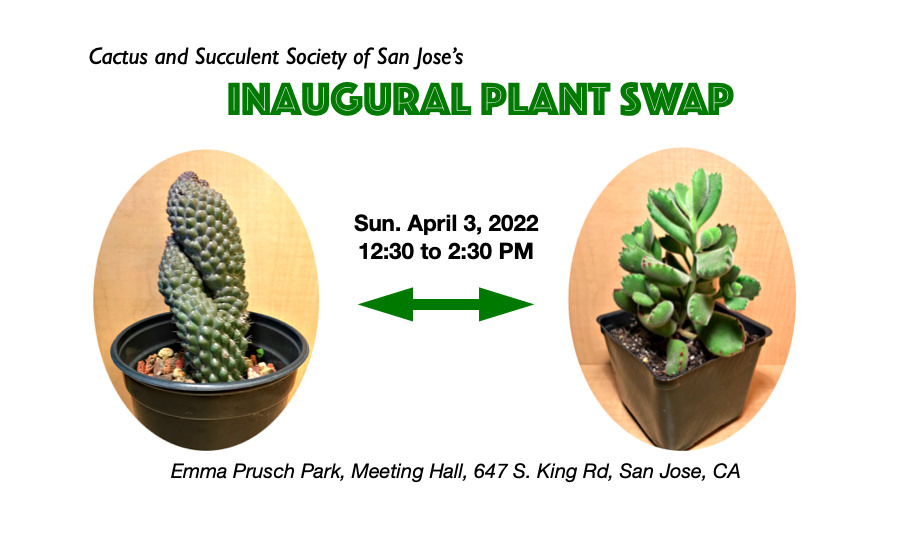 Cactus and Succulent Society of San Jose’s
INAUGURAL PLANT SWAP
Sun. April 3, 2022
12:30 to 2:30 PM
Emma Prusch Park, Meeting Hall, 647 S. King Rd, San Jose, CA